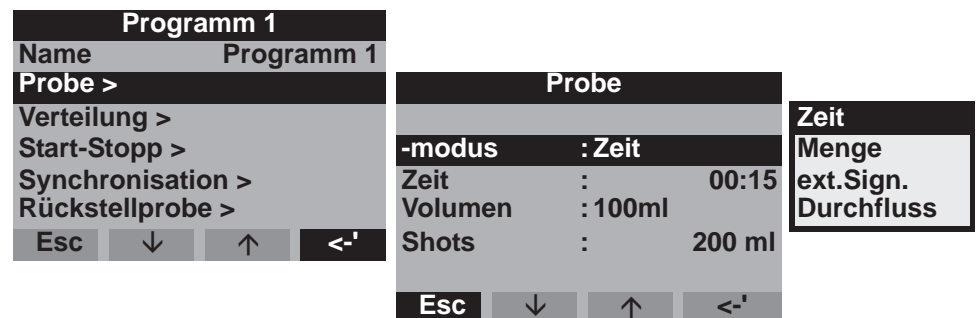 Programm 1
Name Programm 1
Probe >
Verteilung >
Start-Stopp >
Synchronisation >
Rückstellprobe >
Esc ↓ ↑ <-'
Probe
-modus : Zeit
Zeit : 00:15
Volumen : 100ml
Shots : 200 ml
Esc ↓ ↑ <-'
Zeit
Menge
ext.Sign.
Durchfluss